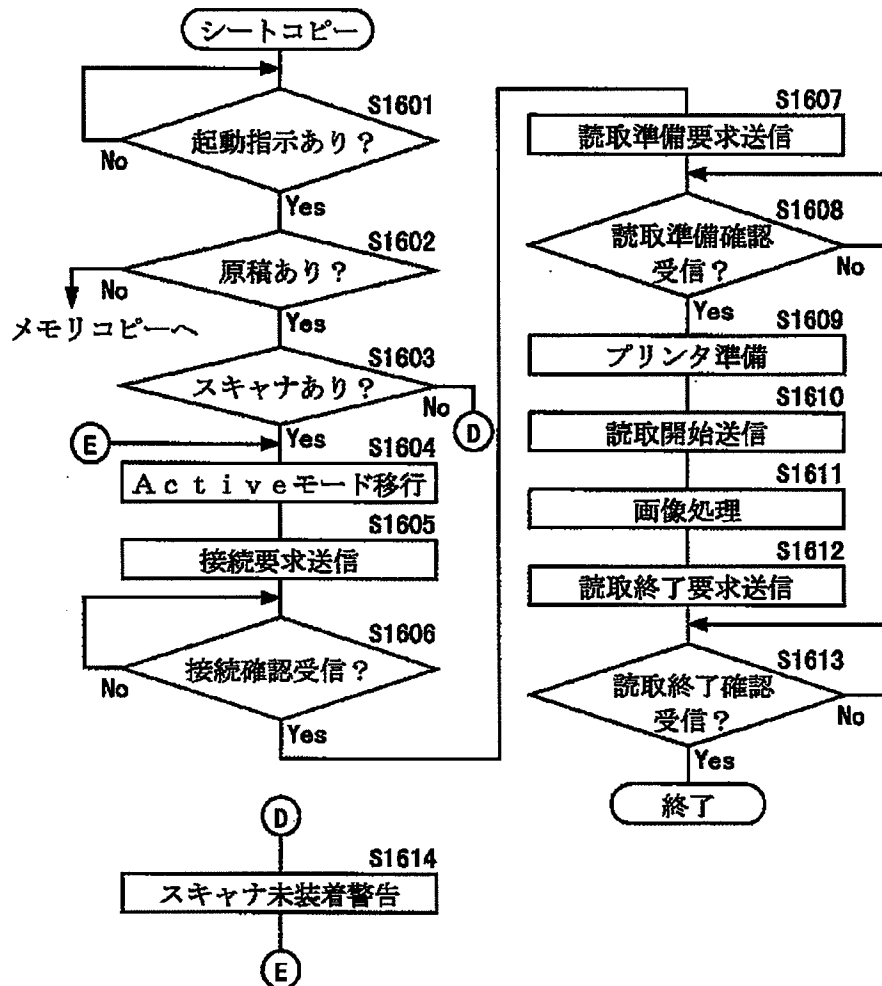 シートコピー
S1601
起動指示あり？
No
Yes
S1602
原稿あり？
No
メモリコピーへ
Yes
S1603
スキャナあり？
No
D
E
Yes
S1604
Ａｃｔｉｖｅモード移行
S1605
接続要求送信
S1606
接続確認受信？
No
Yes
S1607
読取準備要求送信
S1608
読取準備確認
受信？
No
Yes
S1609
プリンタ準備
S1610
読取開始送信
S1611
画像処理
S1612
読取終了要求送信
S1613
読取終了確認
受信？
No
Yes
終了
D
S1614
スキャナ未装着警告
E